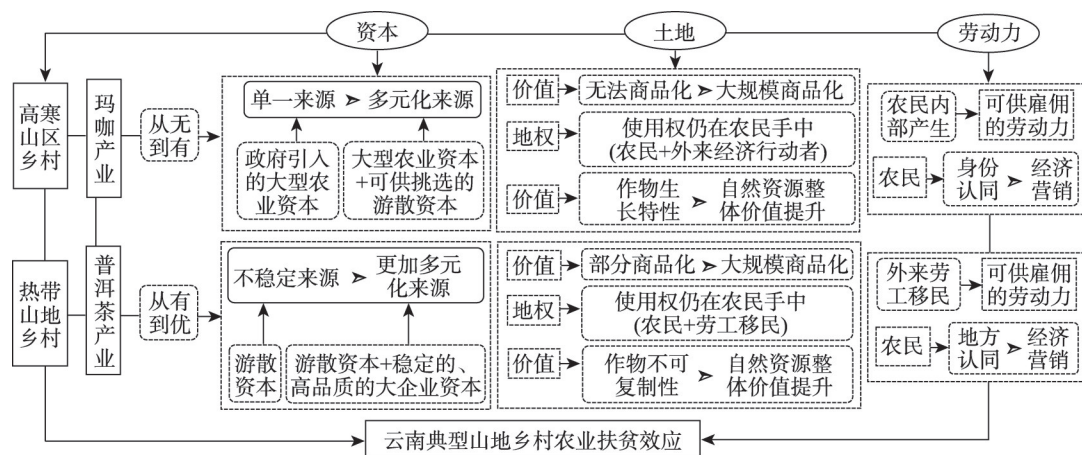 资本
土地
劳动力
高寒
山区
乡村
玛
咖
产
业
从无
到有
单一来源
多元化来源
政府引入
的大型农
业资本
大型农业资本
+可供挑选的
游散资本
价值
无法商品化
大规模商品化
地权
使用权仍在农民手中
(农民+外来经济行动者)
价值
作物生
长特性
自然资源整
体价值提升
农民内
部产生
可供雇佣
的劳动力
农民
身份
认同
经济
营销
热带
山地
乡村
普
洱
茶
产
业
从有
到优
不稳定来源
更加多元
化来源
游散
资本
游散资本+稳定的、
高品质的大企业资本
价值
部分商品化
大规模商品化
地权
使用权仍在农民手中
(农民+劳工移民)
价值
作物不可
复制性
自然资源整
体价值提升
外来劳
工移民
可供雇佣
的劳动力
农民
地方
认同
经济
营销
云南典型山地乡村农业扶贫效应